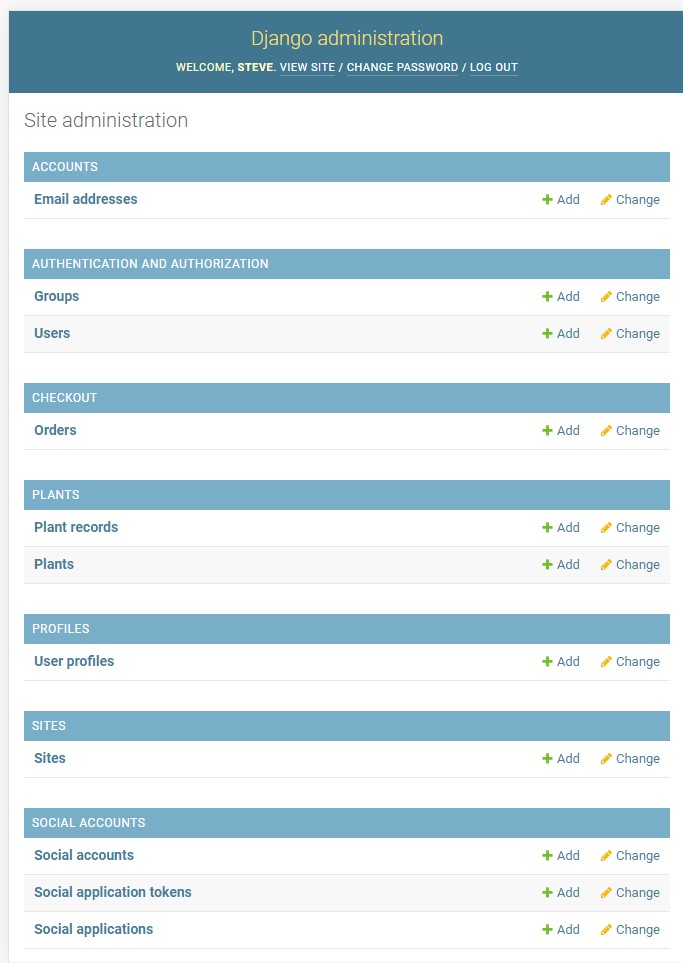 Django administration
WELCOME, STEVE. VIEW SITE / CHANGE PASSWORD / LOG OUT
Site administration
ACCOUNTS
Email addresses Add Change
AUTHENTICATION AND AUTHORIZATION
Groups Add Change
Users Add Change
CHECKOUT
Orders Add Change
PLANTS
Plant records Add Change
Plants Add Change
PROFILES
User profiles Add Change
SITES
Sites Add Change
SOCIAL ACCOUNTS
Social accounts Add Change
Social application tokens Add Change
Social applications Add Change